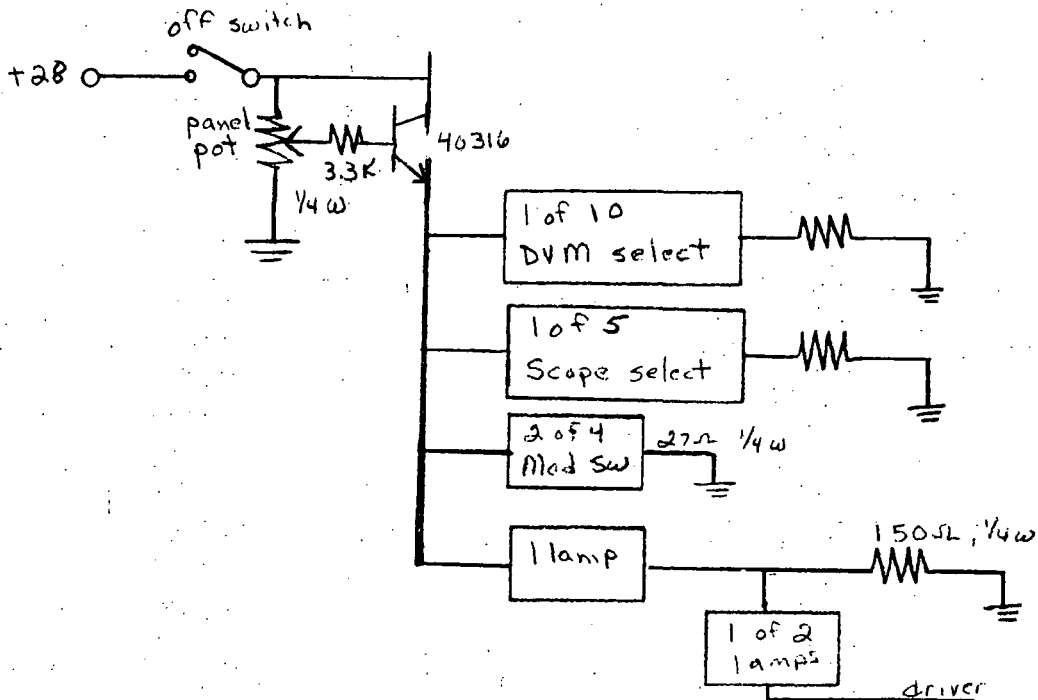 off switch
+28
panel
pot
3.3K
40316
1/4 w
1 of 10
DVM select
1 of 5
Scope select
2 of 4
Mod SW
27Ω 1/4 w
1 lamp
150Ω, 1/4 w
1 of 2
lamps
driver